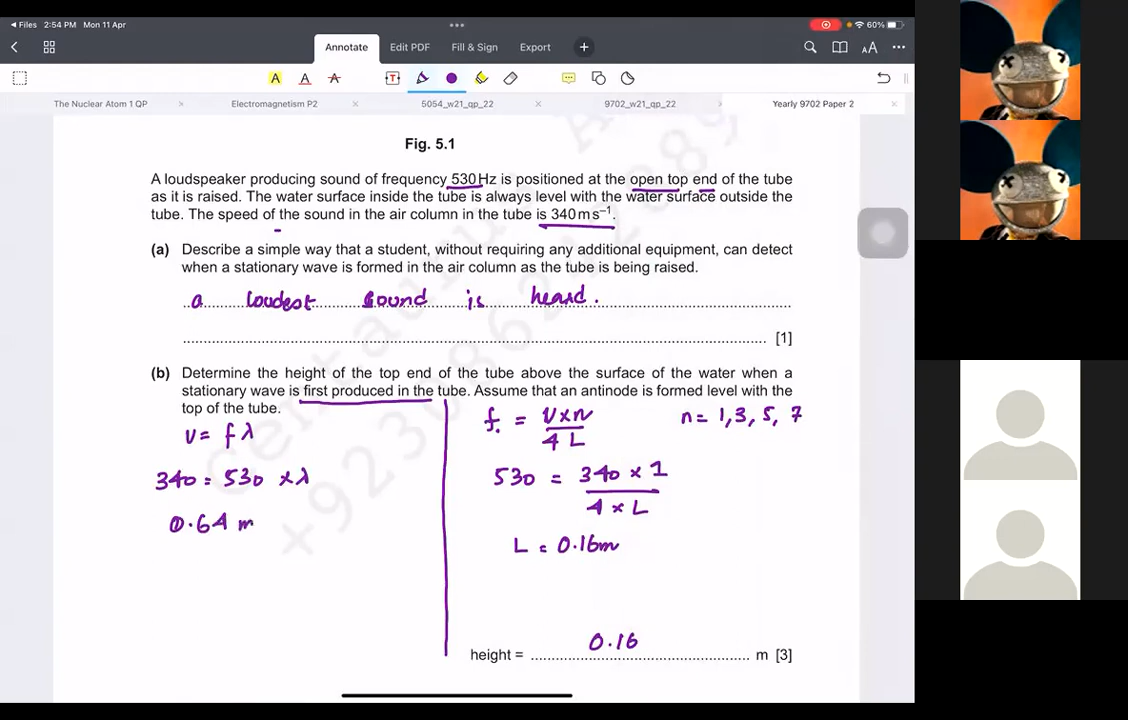 Files 2:54 PM Mon 11 Apr 60%
Annotate Edit PDF Fill & Sign Export
The Nuclear Atom 1 QP Electromagnetism P2 5054_w21_qp_22 9702_w21_qp_22 Yearly 9702 Paper 2
Fig. 5.1
A loudspeaker producing sound of frequency 530 Hz is positioned at the open top end of the tube
as it is raised. The water surface inside the tube is always level with the water surface outside the
tube. The speed of the sound in the air column in the tube is 340 m s⁻¹.
(a) Describe a simple way that a student, without requiring any additional equipment, can detect
when a stationary wave is formed in the air column as the tube is being raised.
a loudest sound is heard.
[1]
(b) Determine the height of the top end of the tube above the surface of the water when a
stationary wave is first produced in the tube. Assume that an antinode is formed level with the
top of the tube.
v = fλ
340 = 530 × λ
0.64 m
f = v×n / 4L n = 1, 3, 5, 7
530 = 340 × 1 / 4 × L
L = 0.16m
0.16
height = m [3]